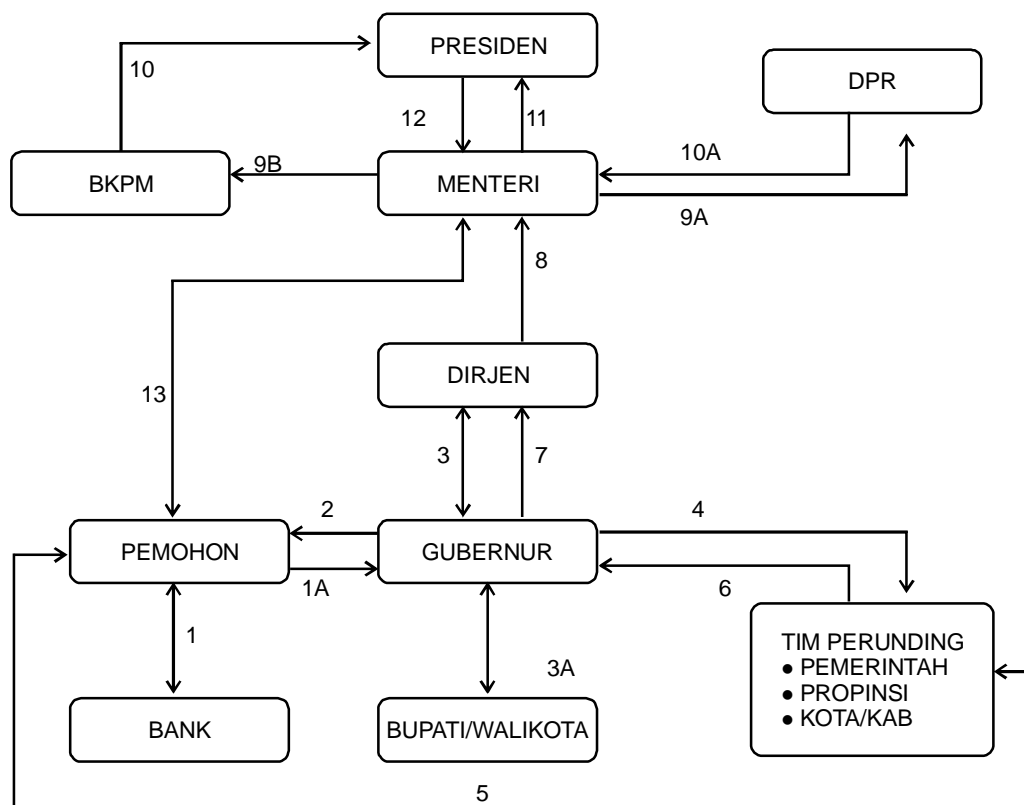 PRESIDEN
10
DPR
12
11
10A
9B
BKPM
MENTERI
9A
8
DIRJEN
13
3
7
2
4
PEMOHON
GUBERNUR
1A
6
1
TIM PERUNDING
● PEMERINTAH
3A
● PROPINSI
● KOTA/KAB
BANK
BUPATI/WALIKOTA
5